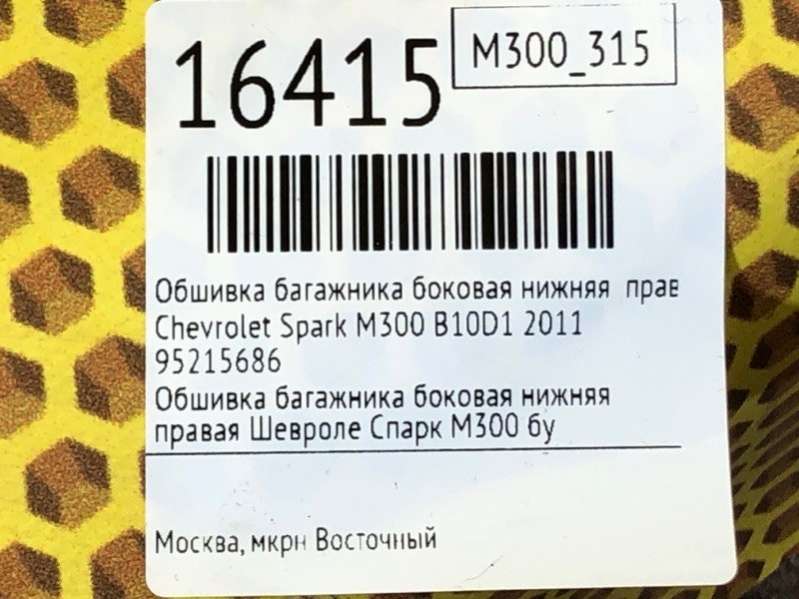 16415
M300_315
Обшивка багажника боковая нижняя прав
Chevrolet Spark M300 B10D1 2011
95215686
Обшивка багажника боковая нижняя
правая Шевроле Спарк М300 бу
Москва, мкрн Восточный